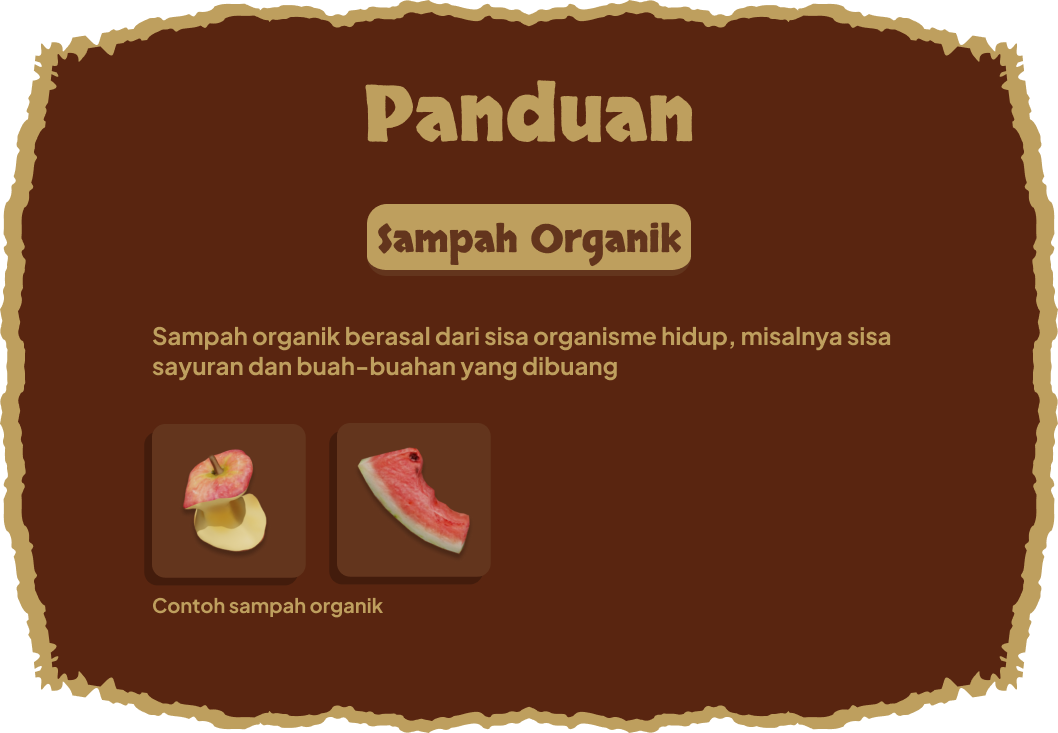 Panduan
Sampah Organik
Sampah organik berasal dari sisa organisme hidup, misalnya sisa
sayuran dan buah-buahan yang dibuang
Contoh sampah organik